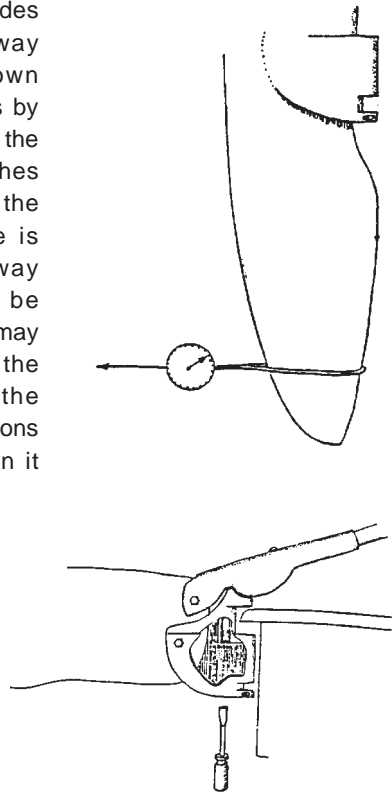 des
way
own
s by
the
hes
the
e is
way
be
may
the
the
ons
n it